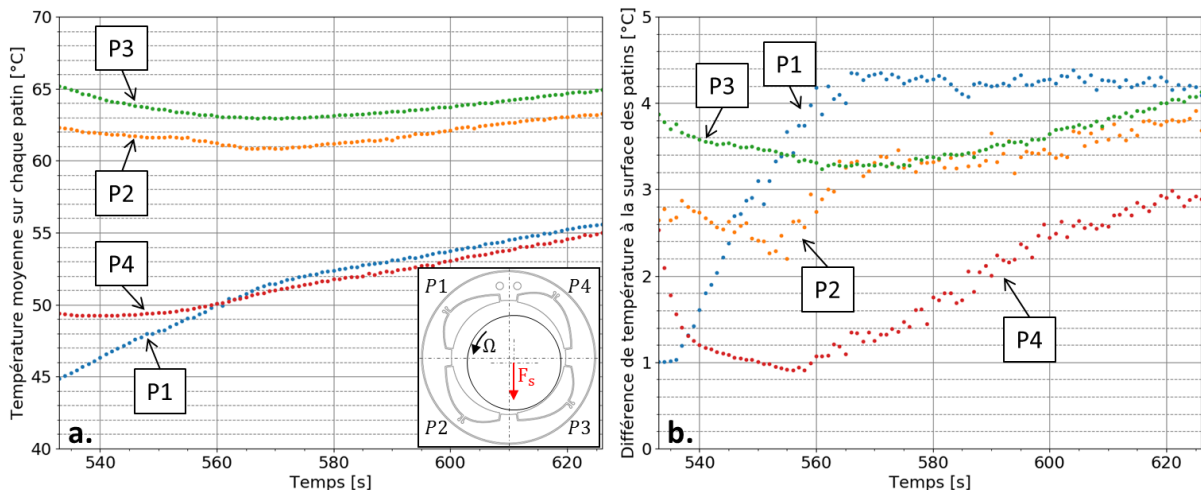 Température moyenne sur chaque patin [°C]
70
65
60
55
50
45
40
P3
P2
P4
P1
P1
P4
Ω
F_s
P2
P3
a.
540
560
580
600
620
Temps [s]
Différence de température à la surface des patins [°C]
5
4
3
2
1
0
P1
P3
P2
P4
b.
540
560
580
600
620
Temps [s]